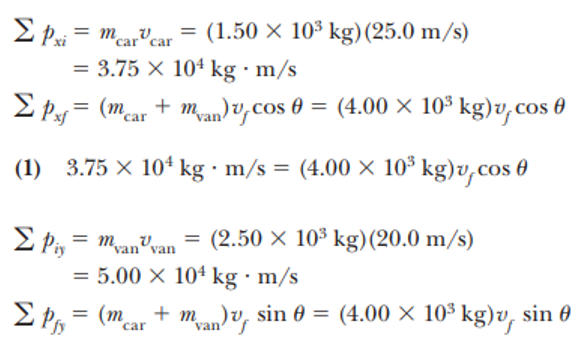 ∑ pₓᵢ = m_car v_car = (1.50 × 10³ kg)(25.0 m/s)
= 3.75 × 10⁴ kg · m/s
∑ p_xf = (m_car + m_van)v_f cos θ = (4.00 × 10³ kg)v_f cos θ
(1) 3.75 × 10⁴ kg · m/s = (4.00 × 10³ kg)v_f cos θ
∑ p_iy = m_van v_van = (2.50 × 10³ kg)(20.0 m/s)
= 5.00 × 10⁴ kg · m/s
∑ p_fy = (m_car + m_van)v_f sin θ = (4.00 × 10³ kg)v_f sin θ